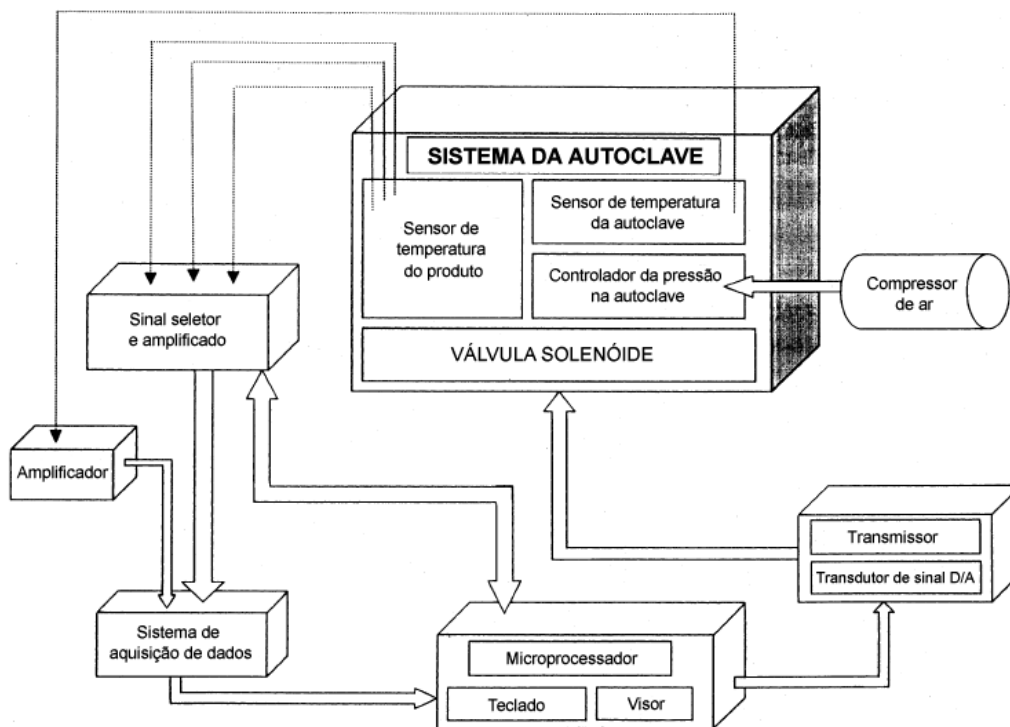 SISTEMA DA AUTOCLAVE
Sensor de
temperatura
do produto
Sensor de temperatura
da autoclave
Controlador da pressão
na autoclave
Compressor
de ar
VÁLVULA SOLENÓIDE
Sinal seletor
e amplificado
Amplificador
Transmissor
Transdutor de sinal D/A
Sistema de
aquisição de dados
Microprocessador
Teclado
Visor